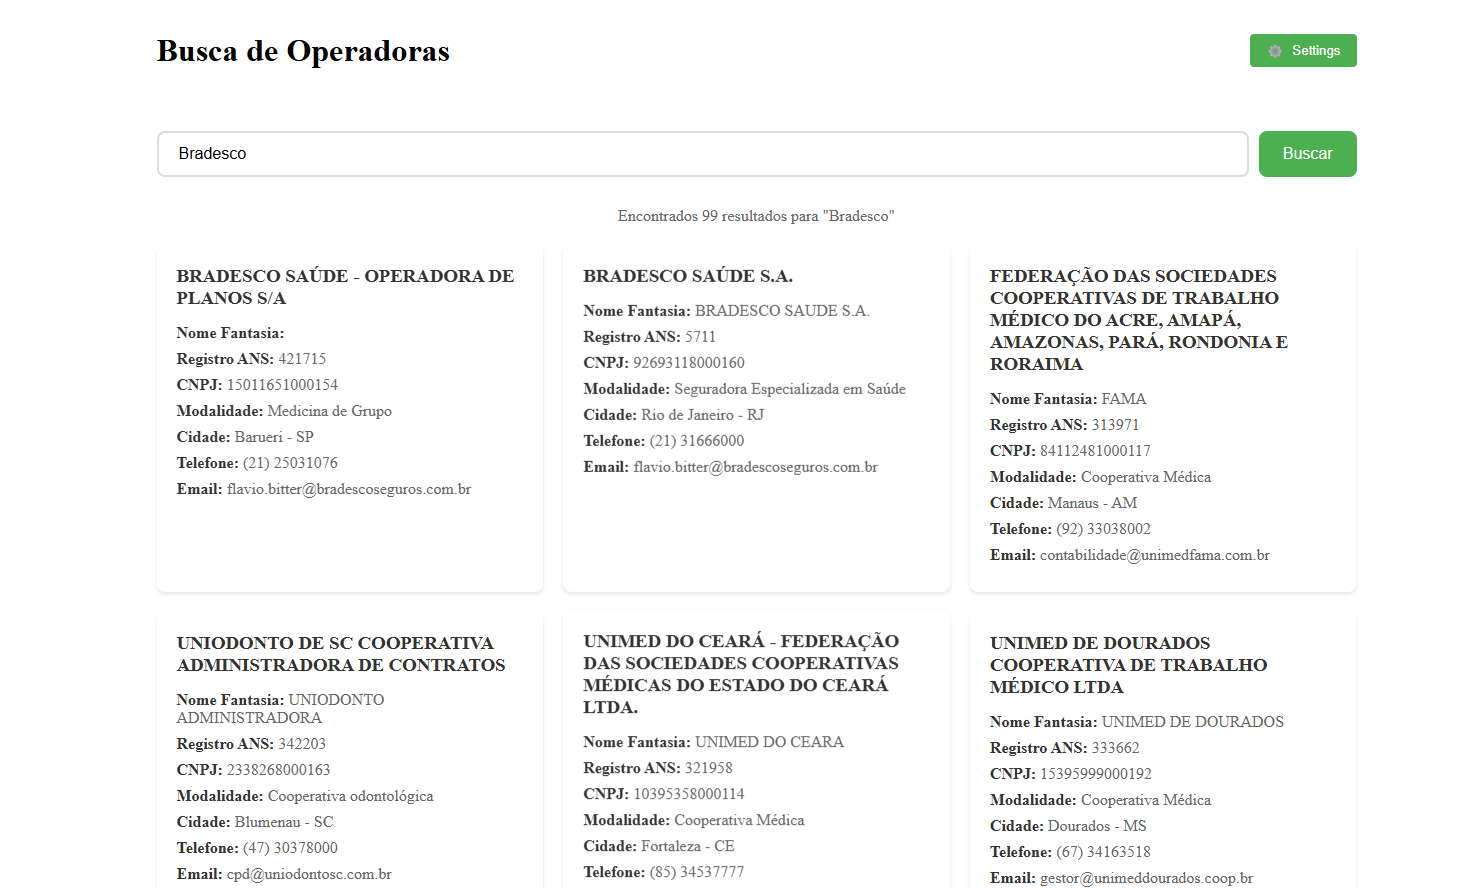 Busca de Operadoras
Settings
Bradesco
Buscar
Encontrados 99 resultados para "Bradesco"
BRADESCO SAÚDE - OPERADORA DE
PLANOS S/A
Nome Fantasia:
Registro ANS: 421715
CNPJ: 15011651000154
Modalidade: Medicina de Grupo
Cidade: Barueri - SP
Telefone: (21) 25031076
Email: flavio.bitter@bradescoseguros.com.br
BRADESCO SAÚDE S.A.
Nome Fantasia: BRADESCO SAUDE S.A.
Registro ANS: 5711
CNPJ: 92693118000160
Modalidade: Seguradora Especializada em Saúde
Cidade: Rio de Janeiro - RJ
Telefone: (21) 31666000
Email: flavio.bitter@bradescoseguros.com.br
FEDERAÇÃO DAS SOCIEDADES
COOPERATIVAS DE TRABALHO
MÉDICO DO ACRE, AMAPÁ,
AMAZONAS, PARÁ, RONDONIA E
RORAIMA
Nome Fantasia: FAMA
Registro ANS: 313971
CNPJ: 84112481000117
Modalidade: Cooperativa Médica
Cidade: Manaus - AM
Telefone: (92) 33038002
Email: contabilidade@unimedfama.com.br
UNIODONTO DE SC COOPERATIVA
ADMINISTRADORA DE CONTRATOS
Nome Fantasia: UNIODONTO
ADMINISTRADORA
Registro ANS: 342203
CNPJ: 2338268000163
Modalidade: Cooperativa odontológica
Cidade: Blumenau - SC
Telefone: (47) 30378000
Email: cpd@uniodontosc.com.br
UNIMED DO CEARÁ - FEDERAÇÃO
DAS SOCIEDADES COOPERATIVAS
MÉDICAS DO ESTADO DO CEARÁ
LTDA.
Nome Fantasia: UNIMED DO CEARA
Registro ANS: 321958
CNPJ: 10395358000114
Modalidade: Cooperativa Médica
Cidade: Fortaleza - CE
Telefone: (85) 34537777
UNIMED DE DOURADOS
COOPERATIVA DE TRABALHO
MÉDICO LTDA
Nome Fantasia: UNIMED DE DOURADOS
Registro ANS: 333662
CNPJ: 15395999000192
Modalidade: Cooperativa Médica
Cidade: Dourados - MS
Telefone: (67) 34163518
Email: gestor@unimeddourados.coop.br